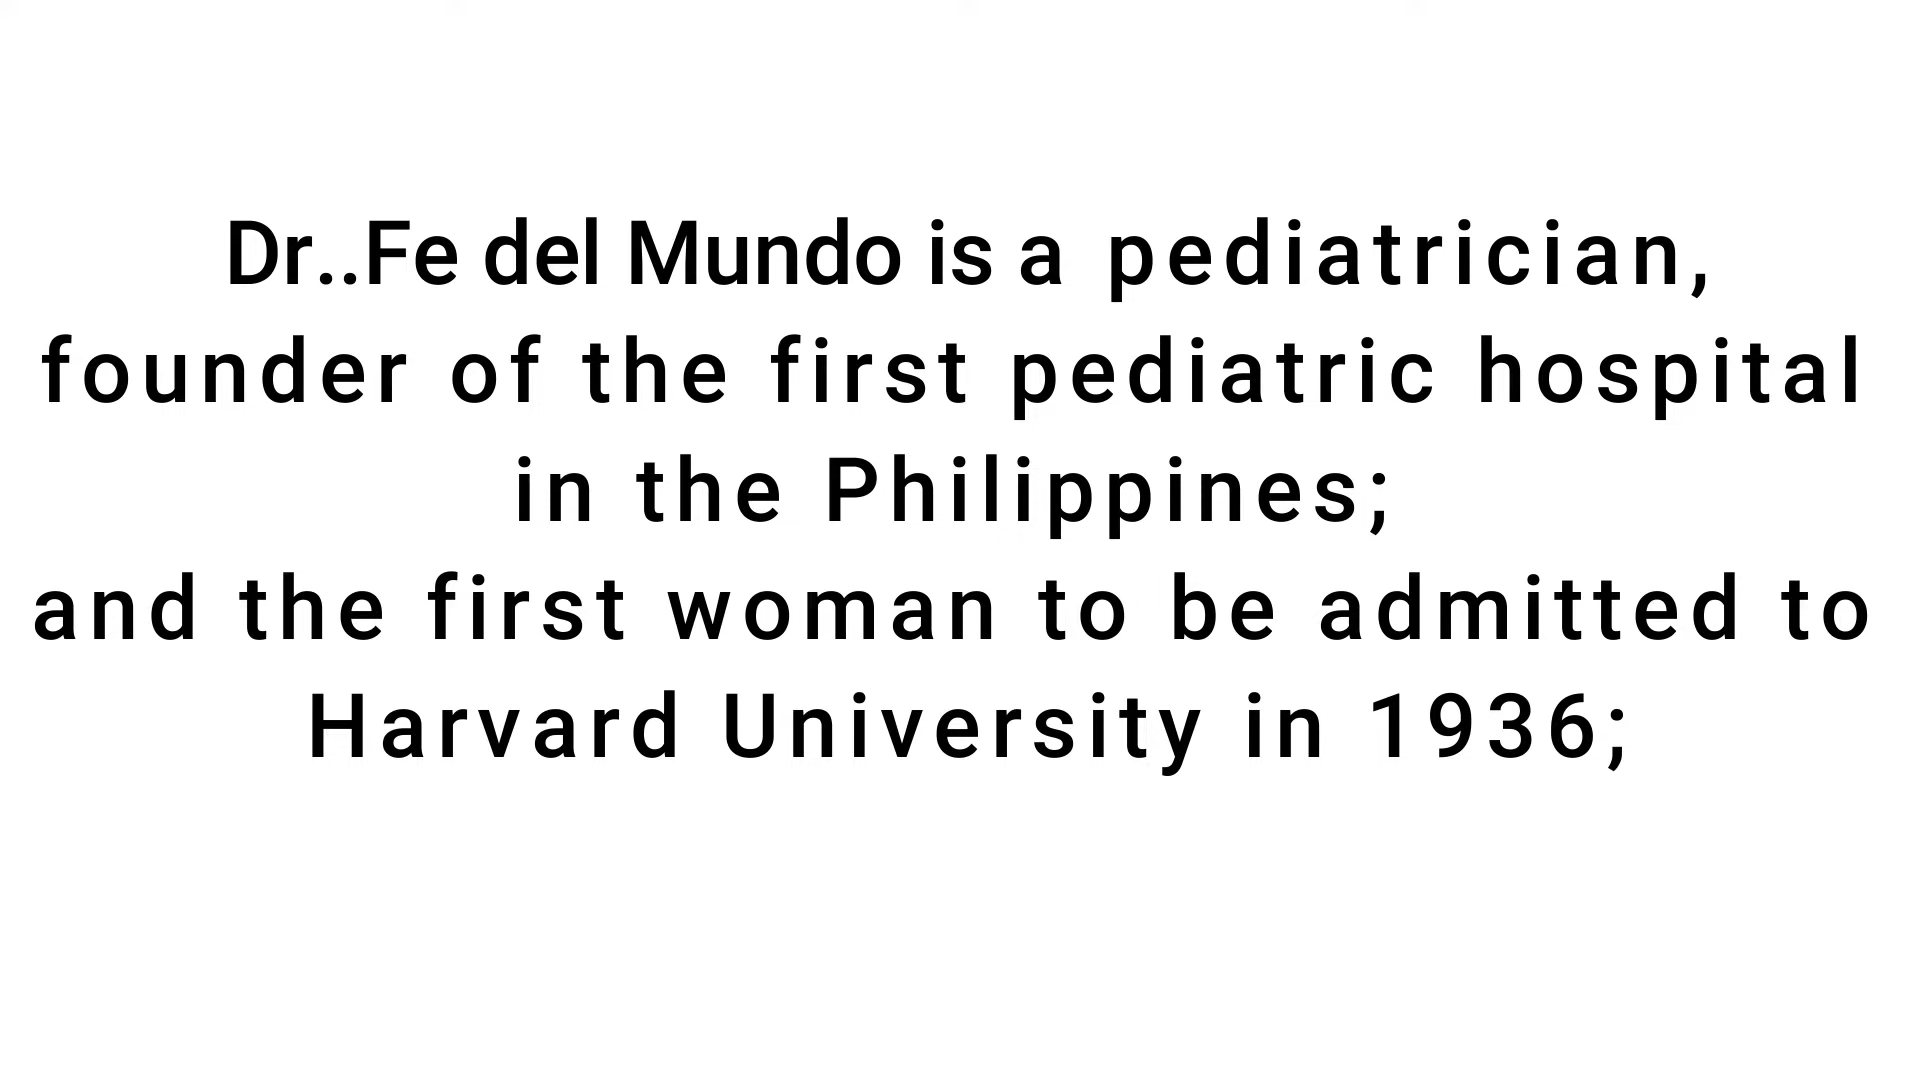 Dr..Fe del Mundo is a pediatrician,
founder of the first pediatric hospital
in the Philippines;
and the first woman to be admitted to
Harvard University in 1936;